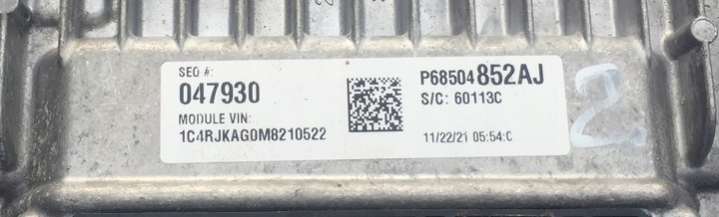 SEQ #:
047930
MODULE VIN:
1C4RJKAG0M8210522
P68504852AJ
S/C: 60113C
11/22/21 05:54:C
2